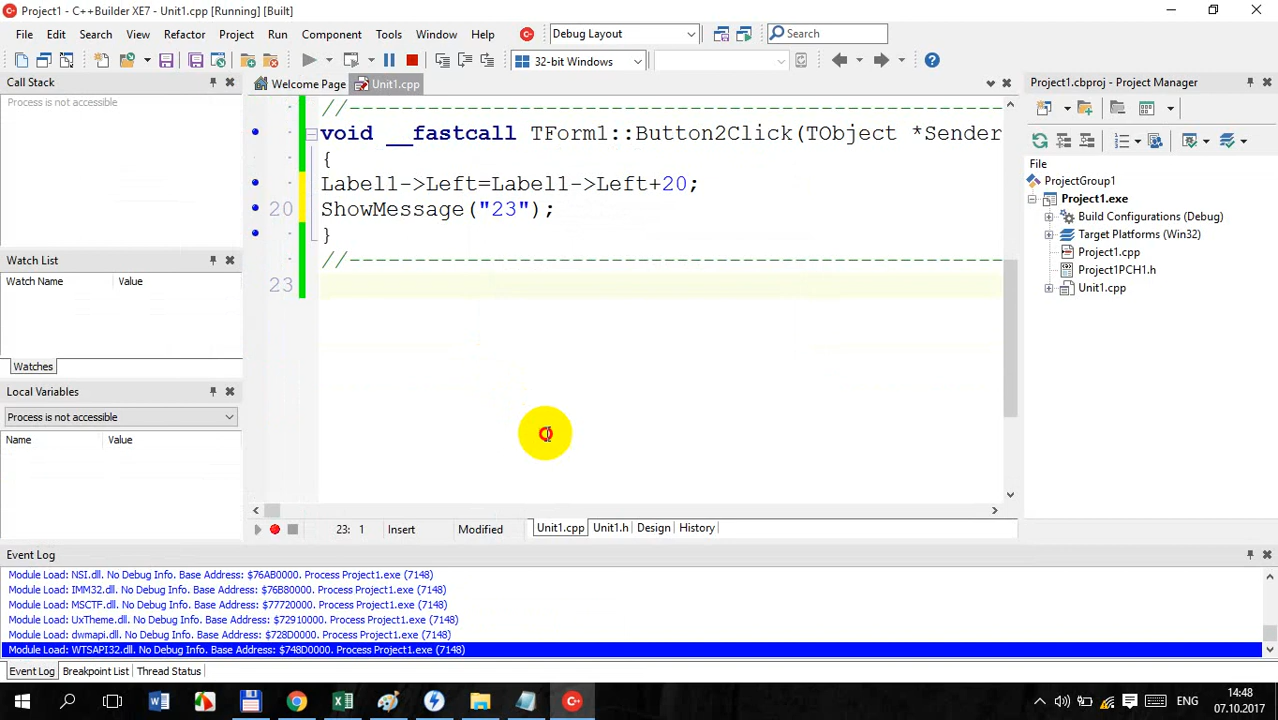 Project1 - C++Builder XE7 - Unit1.cpp [Running] [Built]
File Edit Search View Refactor Project Run Component Tools Window Help
Debug Layout
Search
32-bit Windows
Call Stack
Process is not accessible
Welcome Page
Unit1.cpp
//
void __fastcall TForm1::Button2Click(TObject *Sender
{
Label1->Left=Label1->Left+20;
20 ShowMessage("23");
}
//
23
Watch List
Watch Name Value
Watches
Local Variables
Process is not accessible
Name Value
23: 1 Insert Modified Unit1.cpp Unit1.h Design History
Project1.cbproj - Project Manager
File
ProjectGroup1
Project1.exe
Build Configurations (Debug)
Target Platforms (Win32)
Project1.cpp
Project1PCH1.h
Unit1.cpp
Event Log
Module Load: NSI.dll. No Debug Info. Base Address: $76AB0000. Process Project1.exe (7148)
Module Load: IMM32.dll. No Debug Info. Base Address: $76B80000. Process Project1.exe (7148)
Module Load: MSCTF.dll. No Debug Info. Base Address: $77720000. Process Project1.exe (7148)
Module Load: UxTheme.dll. No Debug Info. Base Address: $72910000. Process Project1.exe (7148)
Module Load: dwmapi.dll. No Debug Info. Base Address: $728D0000. Process Project1.exe (7148)
Module Load: WTSAPI32.dll. No Debug Info. Base Address: $748D0000. Process Project1.exe (7148)
Event Log Breakpoint List Thread Status
ENG
14:48
07.10.2017